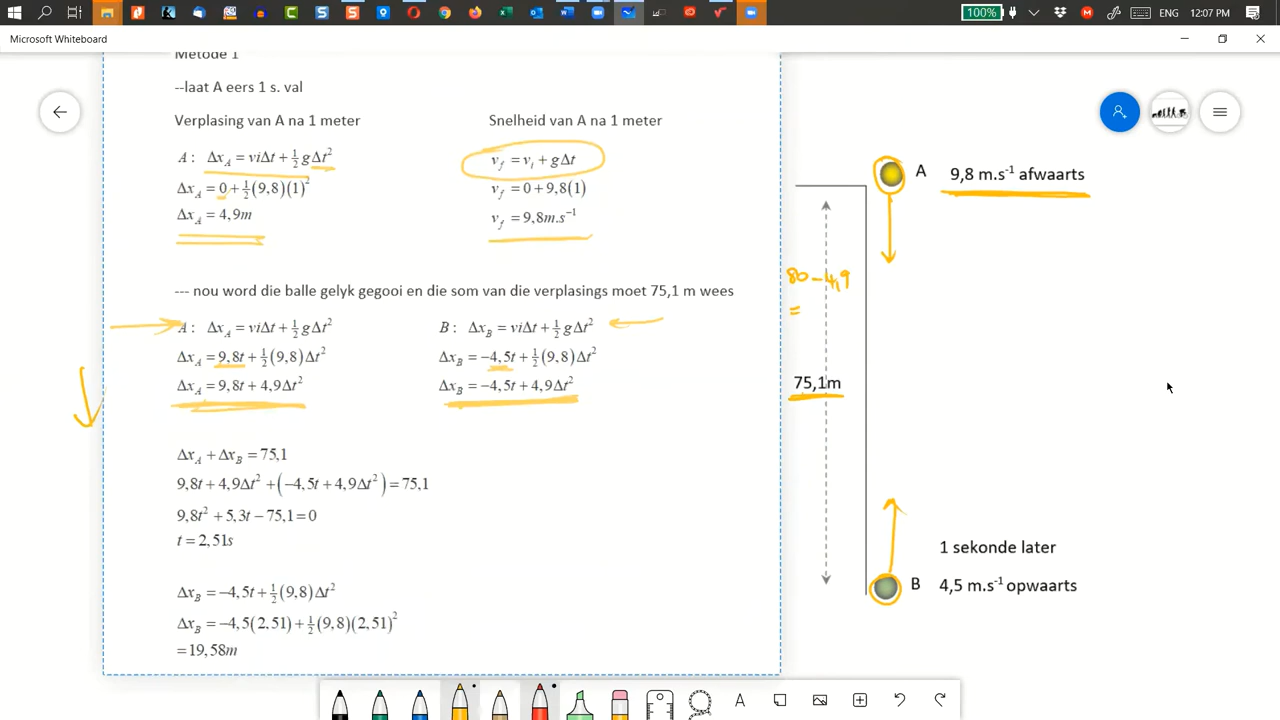 100% ENG 12:07 PM
Microsoft Whiteboard
Metode 1
--laat A eers 1 s. val
Verplasing van A na 1 meter
Snelheid van A na 1 meter
A: Δx_A = viΔt + ½gΔt²
Δx_A = 0 + ½(9,8)(1)²
Δx_A = 4,9m
v_f = v_i + gΔt
v_f = 0 + 9,8(1)
v_f = 9,8m.s⁻¹
--- nou word die balle gelyk gegooi en die som van die verplasings moet 75,1 m wees
A: Δx_A = viΔt + ½gΔt²
Δx_A = 9,8t + ½(9,8)Δt²
Δx_A = 9,8t + 4,9Δt²
B: Δx_B = viΔt + ½gΔt²
Δx_B = −4,5t + ½(9,8)Δt²
Δx_B = −4,5t + 4,9Δt²
Δx_A + Δx_B = 75,1
9,8t + 4,9Δt² + (−4,5t + 4,9Δt²) = 75,1
9,8t² + 5,3t − 75,1 = 0
t = 2,51s
Δx_B = −4,5t + ½(9,8)Δt²
Δx_B = −4,5(2,51) + ½(9,8)(2,51)²
= 19,58m
A 9,8 m.s⁻¹ afwaarts
80 − 4,9
=
75,1m
1 sekonde later
B 4,5 m.s⁻¹ opwaarts